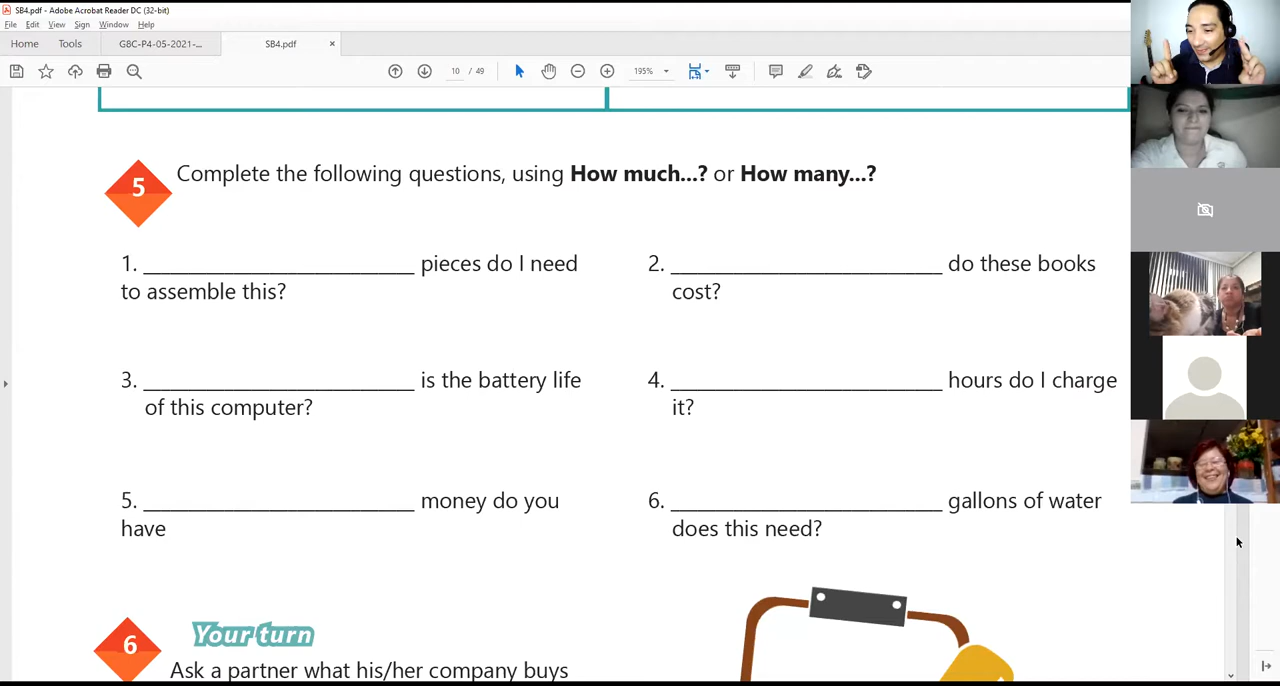 SB4.pdf - Adobe Acrobat Reader DC (32-bit)
File Edit View Sign Window Help
Home Tools G8C-P4-05-2021-... SB4.pdf ×
10 / 49 195%
5 Complete the following questions, using How much...? or How many...?
1. ________________________ pieces do I need
to assemble this?
2. ________________________ do these books
cost?
3. ________________________ is the battery life
of this computer?
4. ________________________ hours do I charge
it?
5. ________________________ money do you
have
6. ________________________ gallons of water
does this need?
6 Your turn
Ask a partner what his/her company buys